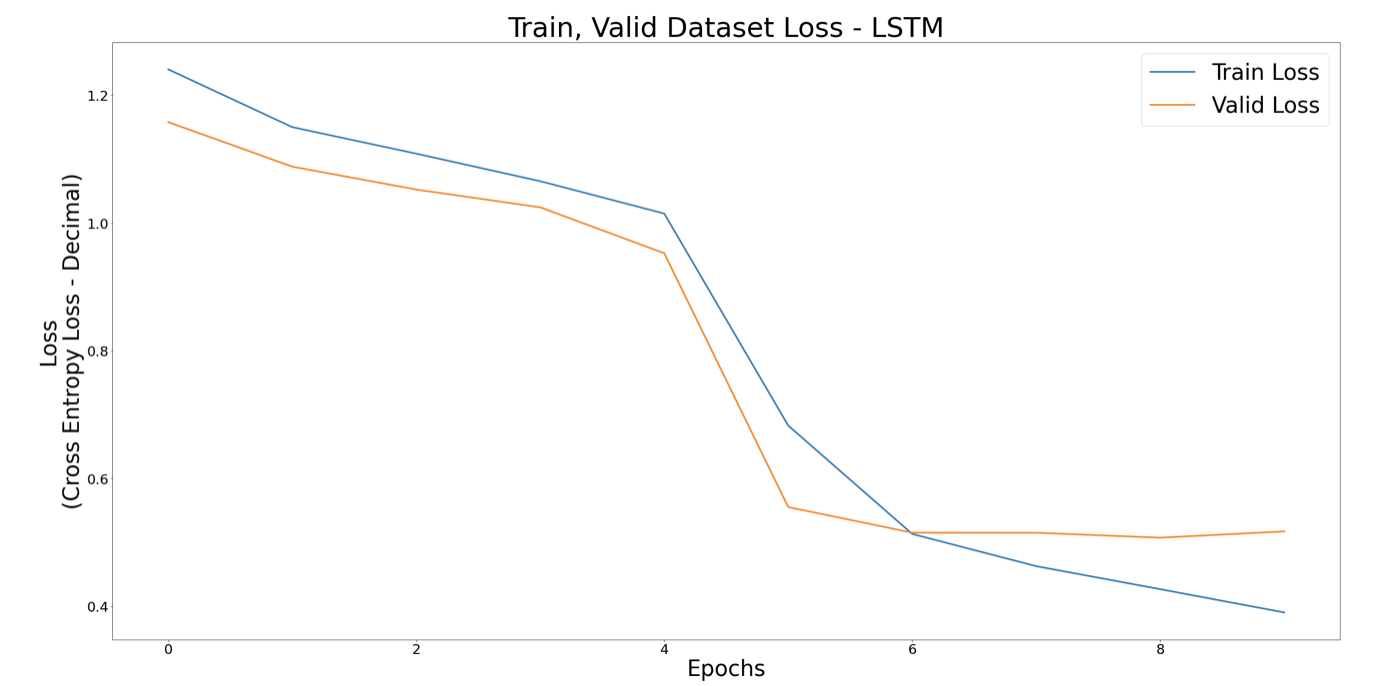 Train, Valid Dataset Loss - LSTM
Train Loss
Valid Loss
Loss
(Cross Entropy Loss - Decimal)
1.2
1.0
0.8
0.6
0.4
0 2 4 6 8
Epochs